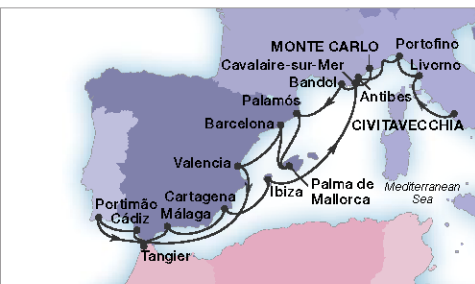 MONTE CARLO
Portofino
Cavalaire-sur-Mer
Livorno
Bandol
Antibes
Palamós
Barcelona
CIVITAVECCHIA
Valencia
Ibiza
Palma de
Mallorca
Mediterranean
Sea
Cartagena
Portimão
Cádiz
Málaga
Tangier